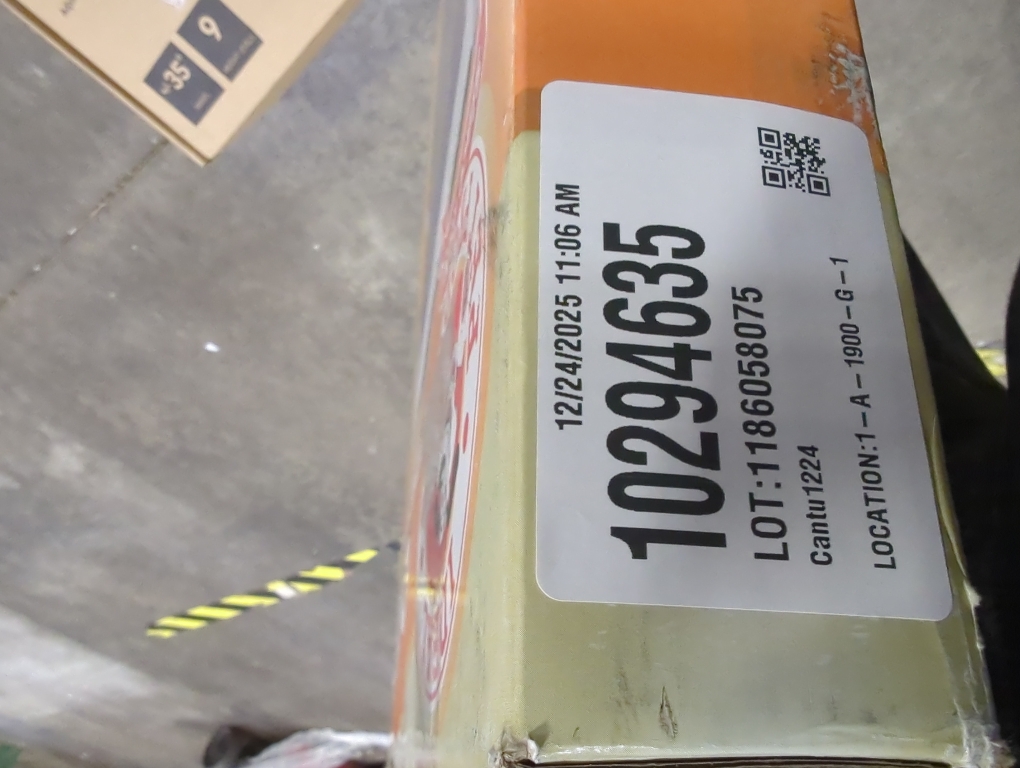 12/24/2025 11:06 AM
10294635
LOT:1186058075
Cantu1224
LOCATION:1-A-1900-G-1
35"
9